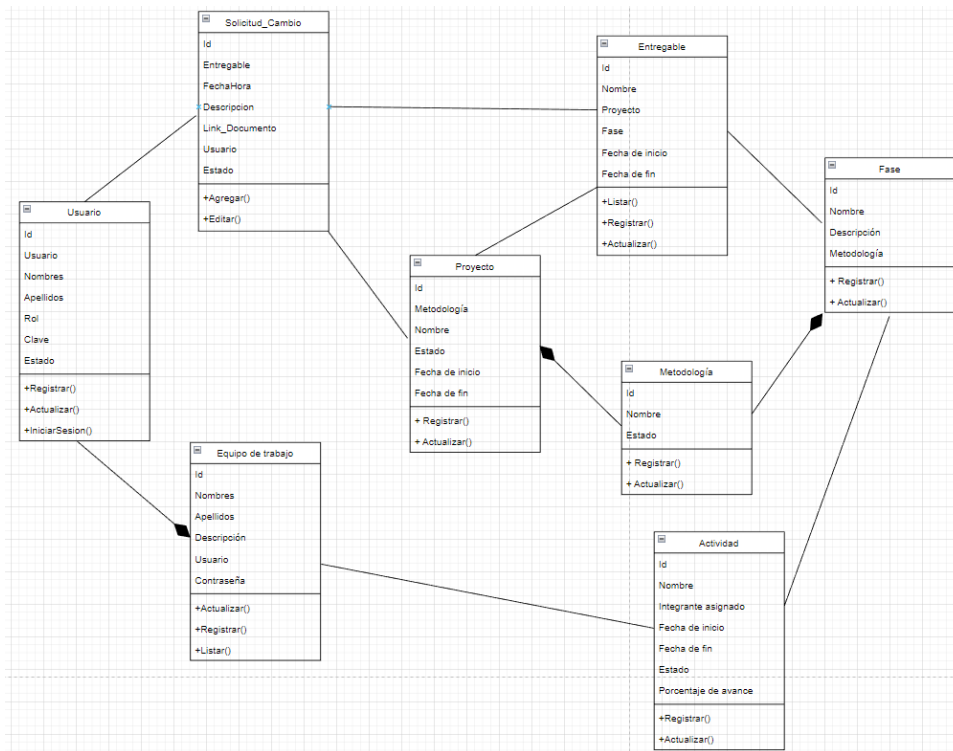 Solicitud_Cambio
Id
Entregable
FechaHora
Descripcion
Link_Documento
Usuario
Estado
+Agregar()
+Editar()
Entregable
Id
Nombre
Proyecto
Fase
Fecha de inicio
Fecha de fin
+Listar()
+Registrar()
+Actualizar()
Fase
Id
Nombre
Descripción
Metodología
+ Registrar()
+ Actualizar()
Usuario
Id
Usuario
Nombres
Apellidos
Rol
Clave
Estado
+Registrar()
+Actualizar()
+IniciarSesion()
Proyecto
Id
Metodología
Nombre
Estado
Fecha de inicio
Fecha de fin
+ Registrar()
+ Actualizar()
Metodología
Id
Nombre
Estado
+ Registrar()
+ Actualizar()
Equipo de trabajo
Id
Nombres
Apellidos
Descripción
Usuario
Contraseña
+Actualizar()
+Registrar()
+Listar()
Actividad
Id
Nombre
Integrante asignado
Fecha de inicio
Fecha de fin
Estado
Porcentaje de avance
+Registrar()
+Actualizar()